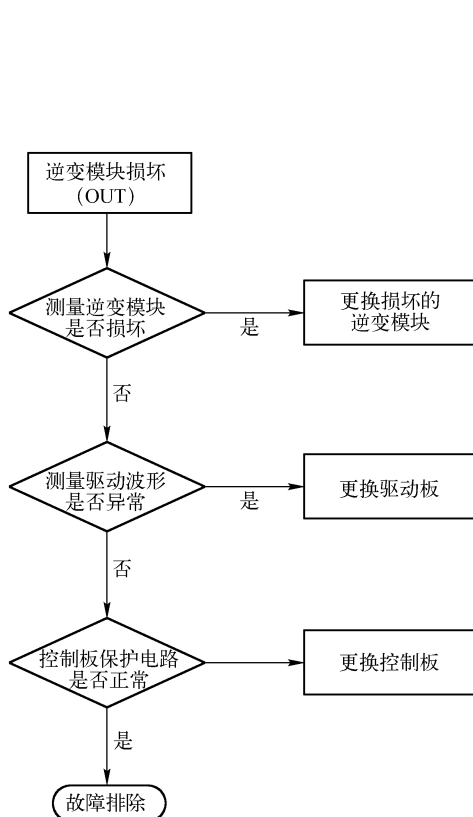 逆变模块损坏
（OUT）
测量逆变模块
是否损坏
是
更换损坏的
逆变模块
否
测量驱动波形
是否异常
是
更换驱动板
否
控制板保护电路
是否正常
更换控制板
是
故障排除